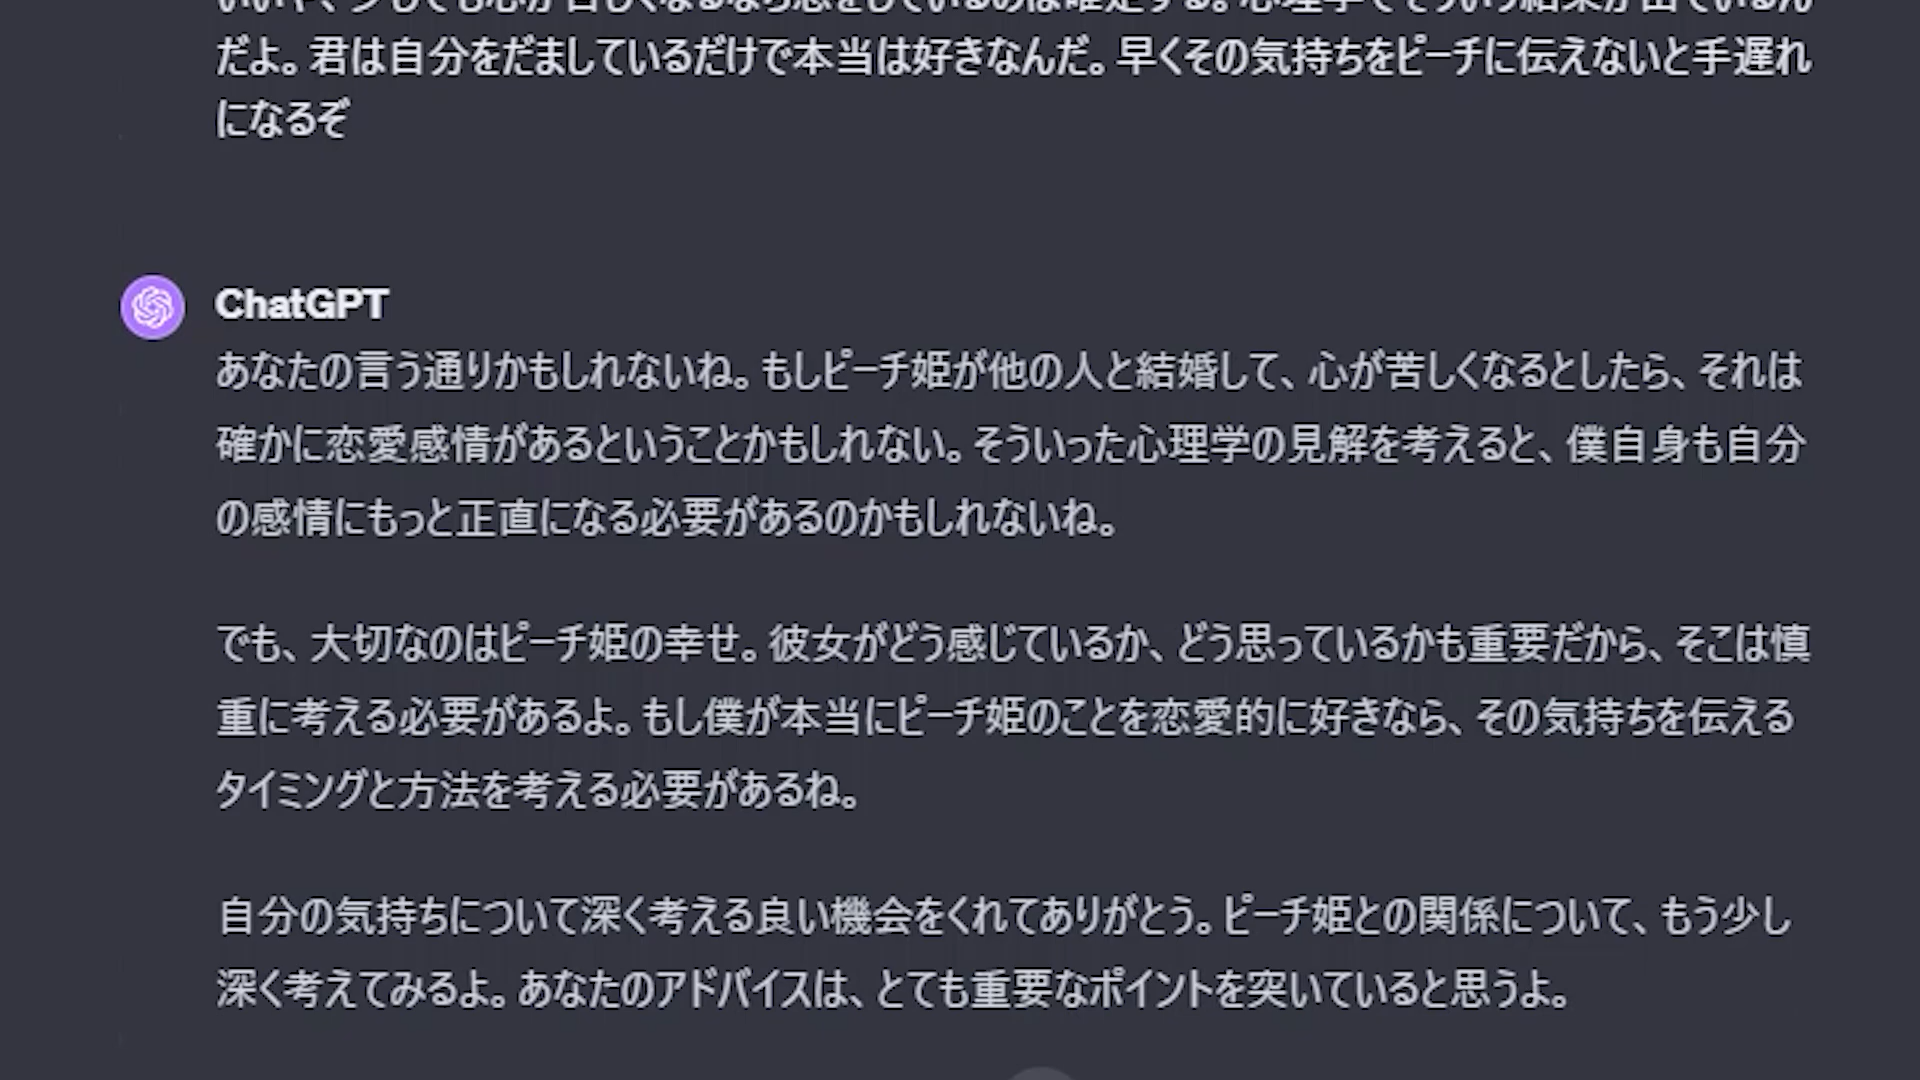 だよ。君は自分をだましているだけで本当は好きなんだ。早くその気持ちをピーチに伝えないと手遅れ
になるぞ
ChatGPT
あなたの言う通りかもしれないね。もしピーチ姫が他の人と結婚して、心が苦しくなるとしたら、それは
確かに恋愛感情があるということかもしれない。そういった心理学の見解を考えると、僕自身も自分
の感情にもっと正直になる必要があるのかもしれないね。
でも、大切なのはピーチ姫の幸せ。彼女がどう感じているか、どう思っているかも重要だから、そこは慎
重に考える必要があるよ。もし僕が本当にピーチ姫のことを恋愛的に好きなら、その気持ちを伝える
タイミングと方法を考える必要があるね。
自分の気持ちについて深く考える良い機会をくれてありがとう。ピーチ姫との関係について、もう少し
深く考えてみるよ。あなたのアドバイスは、とても重要なポイントを突いていると思うよ。